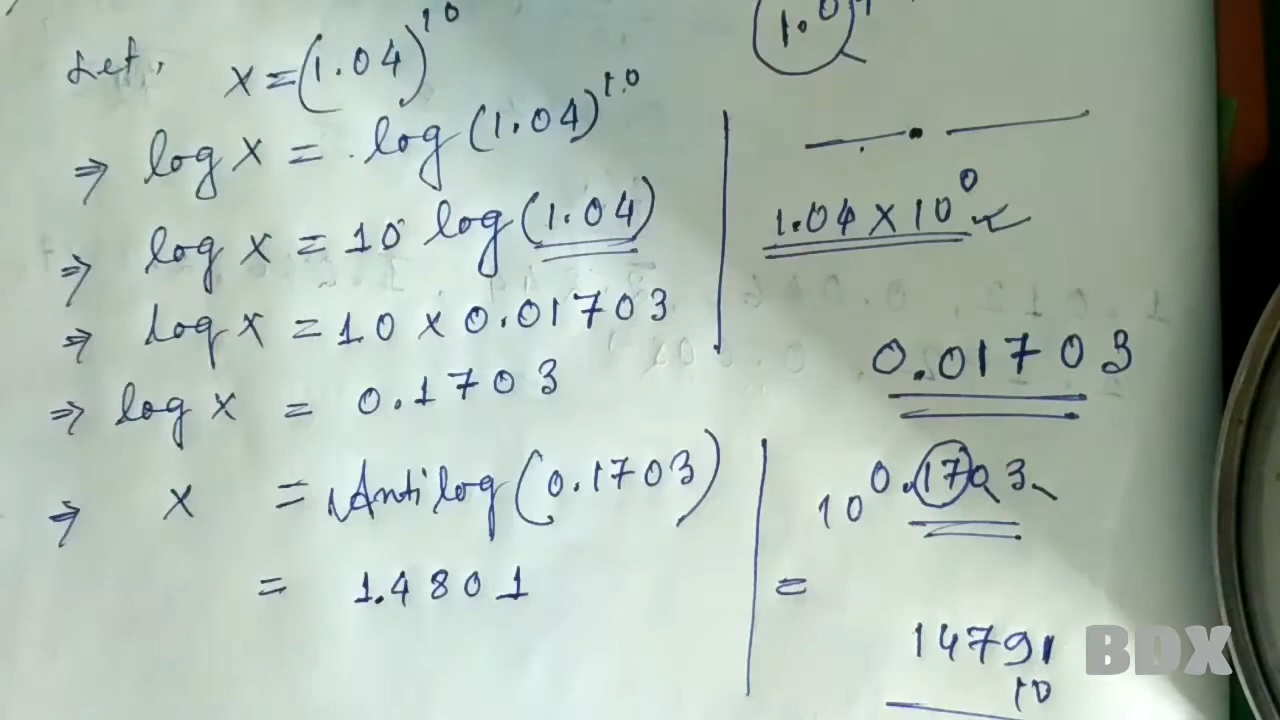 Let, x = (1.04)^10
⇒ log x = log (1.04)^10
⇒ log x = 10 log (1.04)
⇒ log x = 10 × 0.01703
⇒ log x = 0.1703
⇒ x = Antilog (0.1703)
= 1.4801
1.04 × 10^0
0.01703
10^0.1703
=
14791
10
BDX